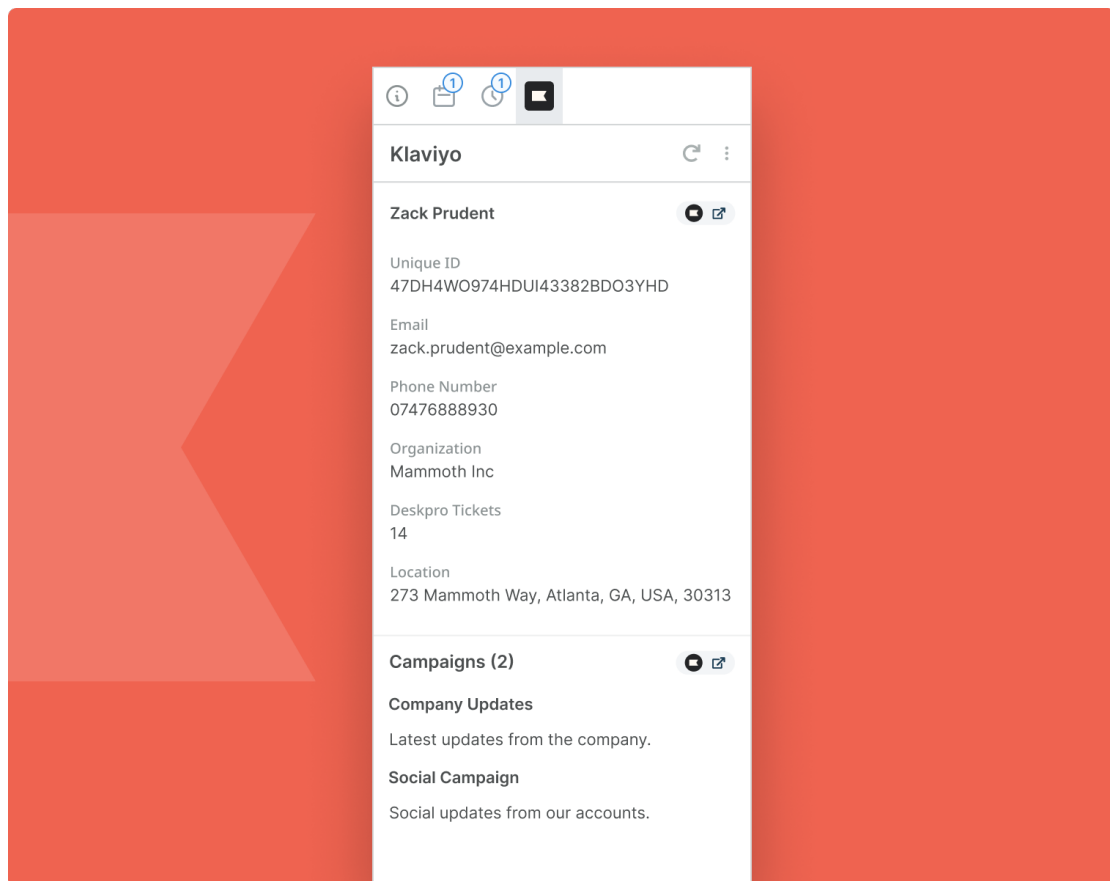 1 1
Klaviyo
Zack Prudent
Unique ID
47DH4WO974HDUI43382BDO3YHD
Email
zack.prudent@example.com
Phone Number
07476888930
Organization
Mammoth Inc
Deskpro Tickets
14
Location
273 Mammoth Way, Atlanta, GA, USA, 30313
Campaigns (2)
Company Updates
Latest updates from the company.
Social Campaign
Social updates from our accounts.